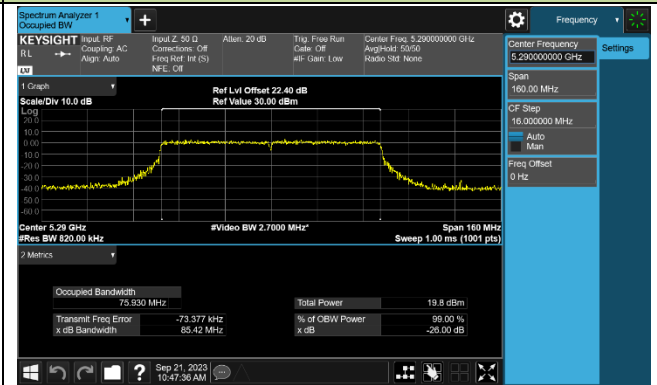 Spectrum Analyzer 1
Occupied BW
Frequency
KEYSIGHT
RL
LXI
Input: RF
Coupling: AC
Align: Auto
Input Z: 50 Ω
Corrections: Off
Freq Ref: Int (S)
NFE: Off
Atten: 20 dB
Trig: Free Run
Gate: Off
#IF Gain: Low
Center Freq: 5.290000000 GHz
Avg|Hold: 50/50
Radio Std: None
Center Frequency
5.290000000 GHz
Settings
Span
160.00 MHz
CF Step
16.000000 MHz
Auto
Man
Freq Offset
0 Hz
1 Graph
Scale/Div 10.0 dB
Ref Lvl Offset 22.40 dB
Ref Value 30.00 dBm
Log
20.0
10.0
0.00
-10.0
-20.0
-30.0
-40.0
-50.0
-60.0
Center 5.29 GHz
#Res BW 820.00 kHz
#Video BW 2.7000 MHz*
Span 160 MHz
Sweep 1.00 ms (1001 pts)
2 Metrics
Occupied Bandwidth
75.930 MHz
Total Power 19.8 dBm
Transmit Freq Error -73.377 kHz
% of OBW Power 99.00 %
x dB Bandwidth 85.42 MHz
x dB -26.00 dB
?
Sep 21, 2023
10:47:36 AM